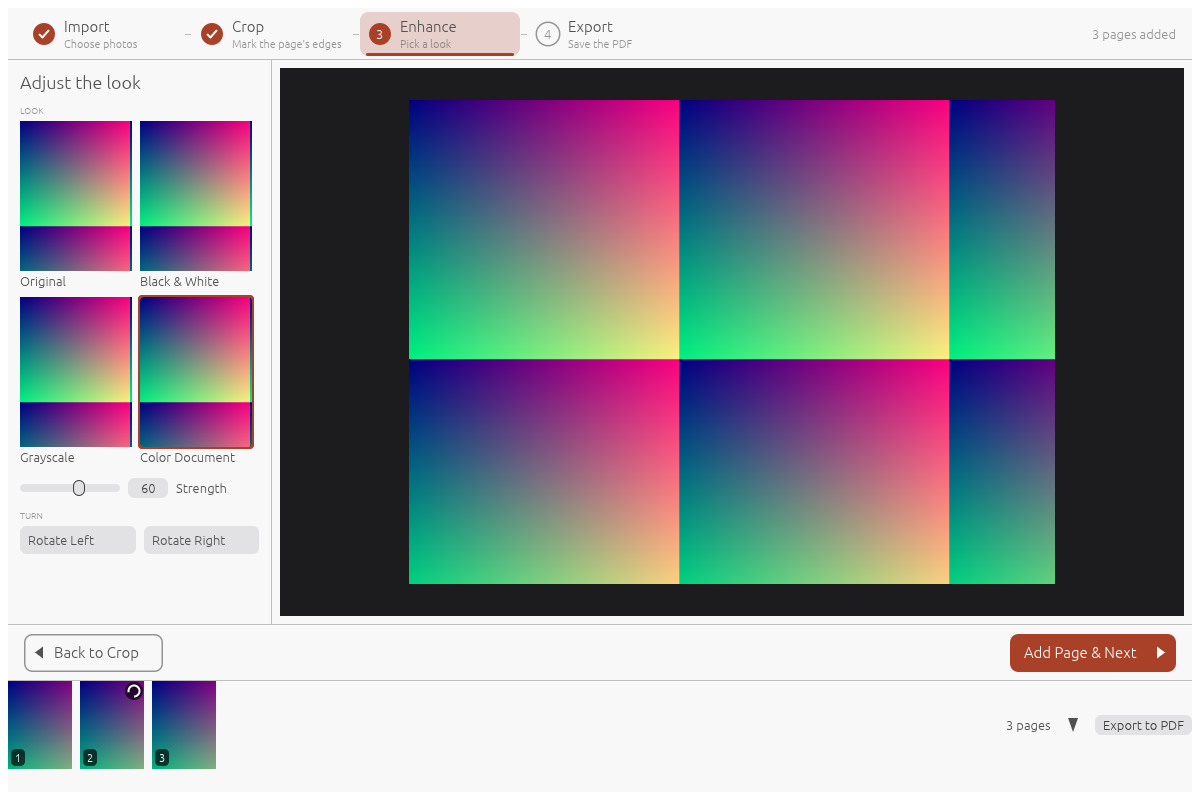 Import
Choose photos
Crop
Mark the page's edges
3
Enhance
Pick a look
4
Export
Save the PDF
3 pages added
Adjust the look
LOOK
Original
Black & White
Grayscale
Color Document
60
Strength
TURN
Rotate Left
Rotate Right
Back to Crop
Add Page & Next
1
2
3
3 pages
Export to PDF